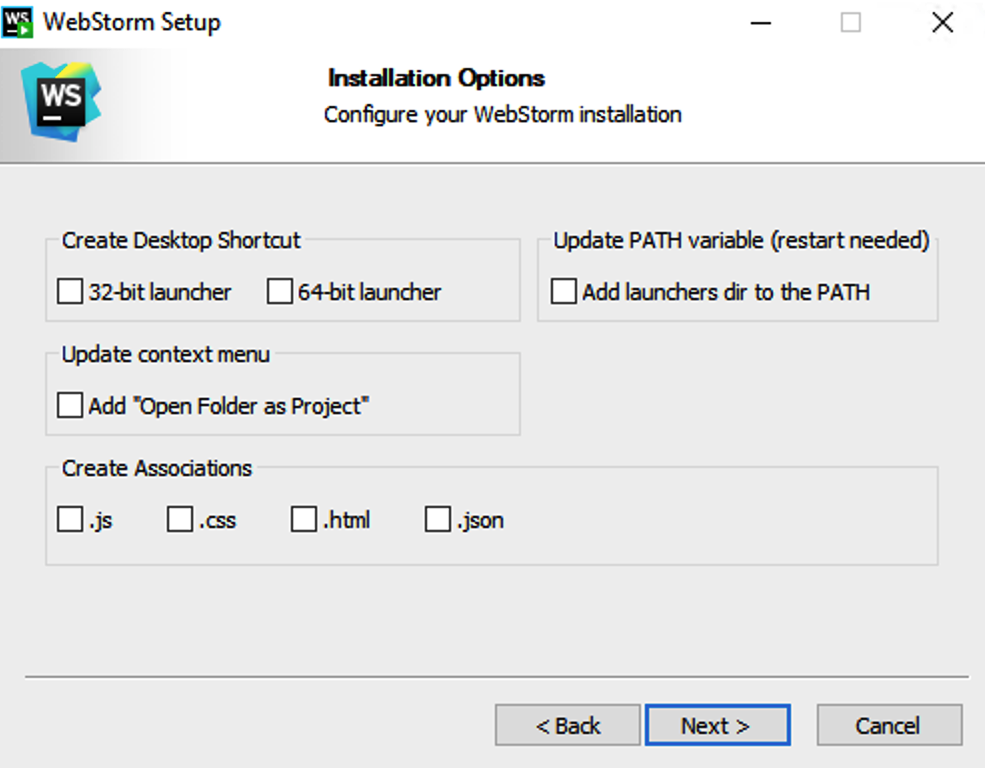 WS
WebStorm Setup
WS
Installation Options
Configure your WebStorm installation
Create Desktop Shortcut
32-bit launcher
64-bit launcher
Update PATH variable (restart needed)
Add launchers dir to the PATH
Update context menu
Add "Open Folder as Project"
Create Associations
.js
.css
.html
.json
< Back
Next >
Cancel